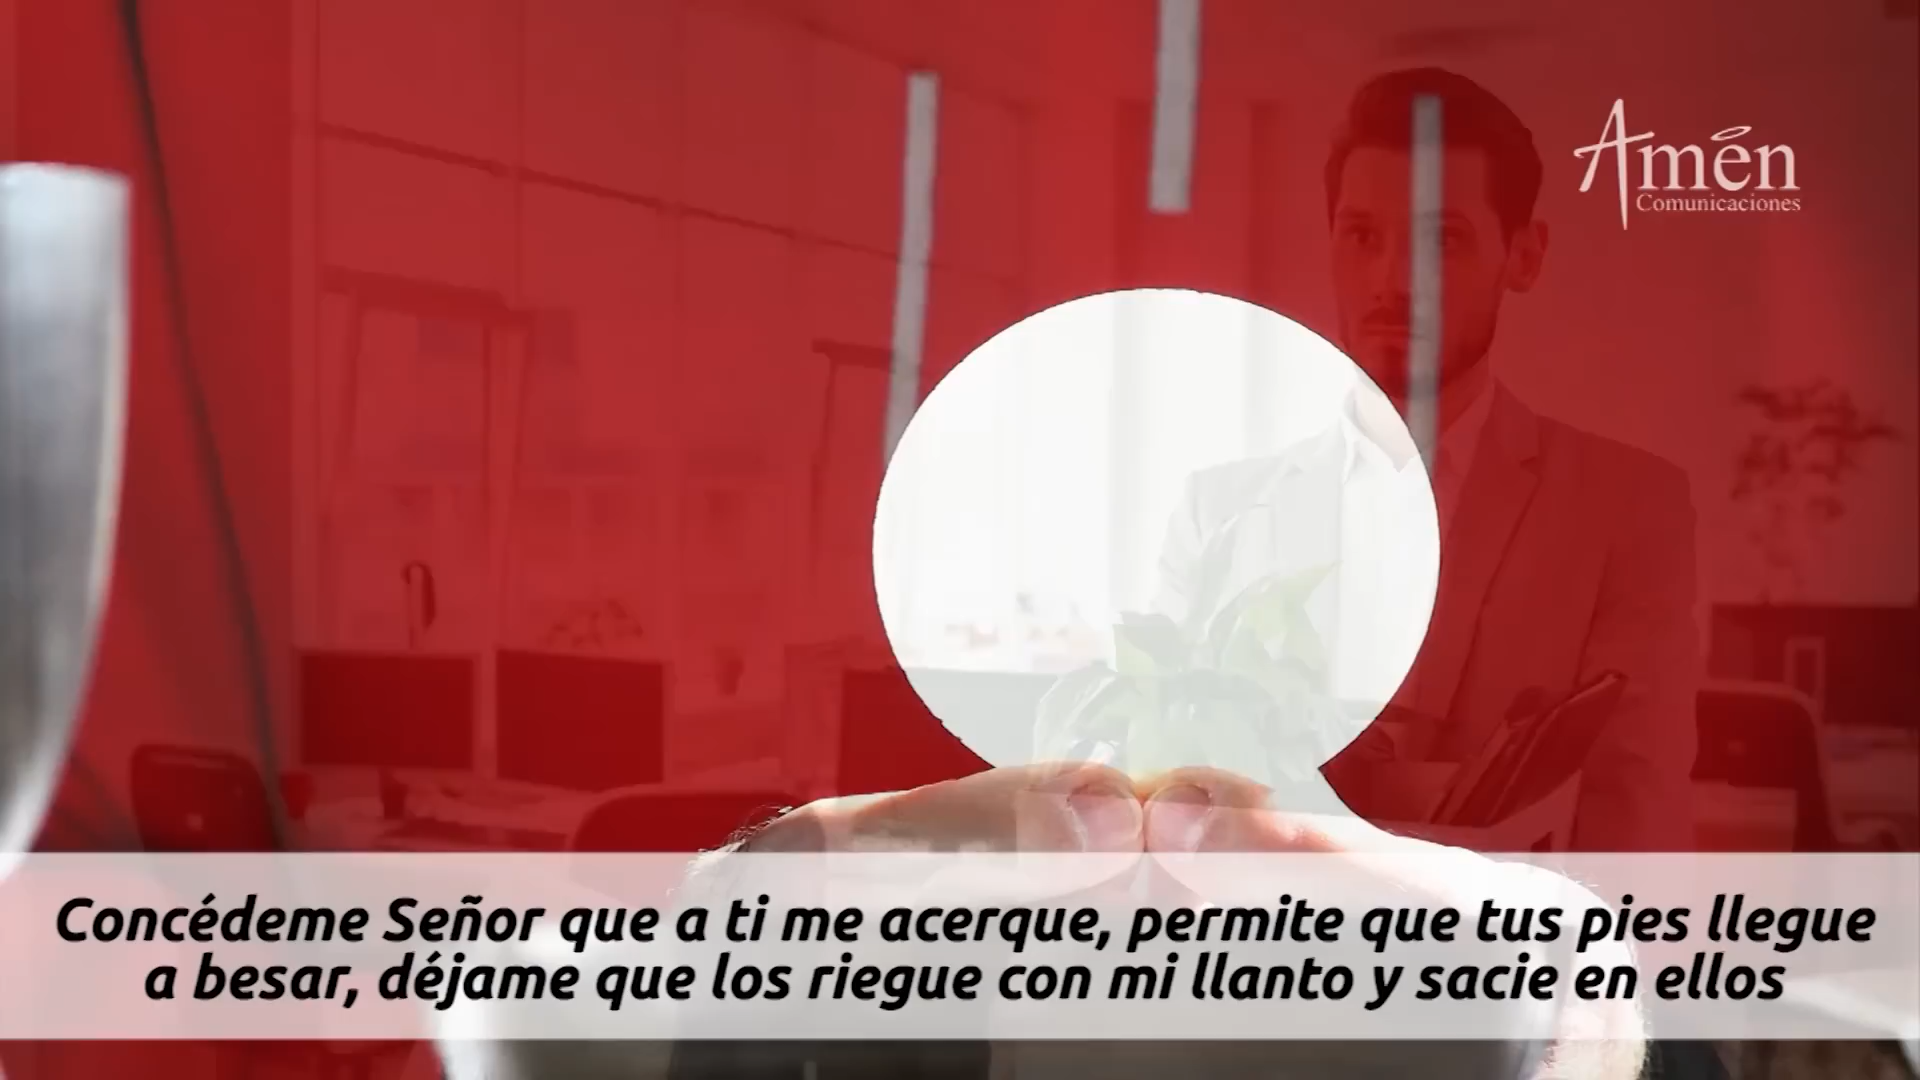 Amén
Comunicaciones
Concédeme Señor que a ti me acerque, permite que tus pies llegue
a besar, déjame que los riegue con mi llanto y sacie en ellos